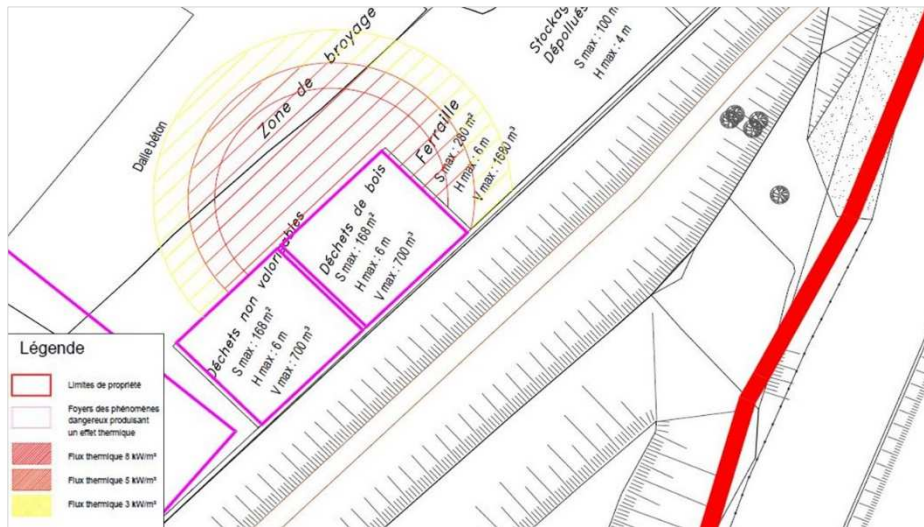 Dalle béton
Zone de broyage
Stockage
Dépollués
S max : 100 m
H max : 4 m
Ferraille
S max : 280 m²
H max : 6 m
V max : 1680 m³
Déchets de bois
S max : 168 m²
H max : 6 m
V max : 700 m³
Déchets non valorisables
S max : 168 m²
H max : 6 m
V max : 700 m³
Légende
Limites de propriété
Foyers des phénomènes
dangereux produisant
un effet thermique
Flux thermique 8 kW/m²
Flux thermique 5 kW/m²
Flux thermique 3 kW/m²